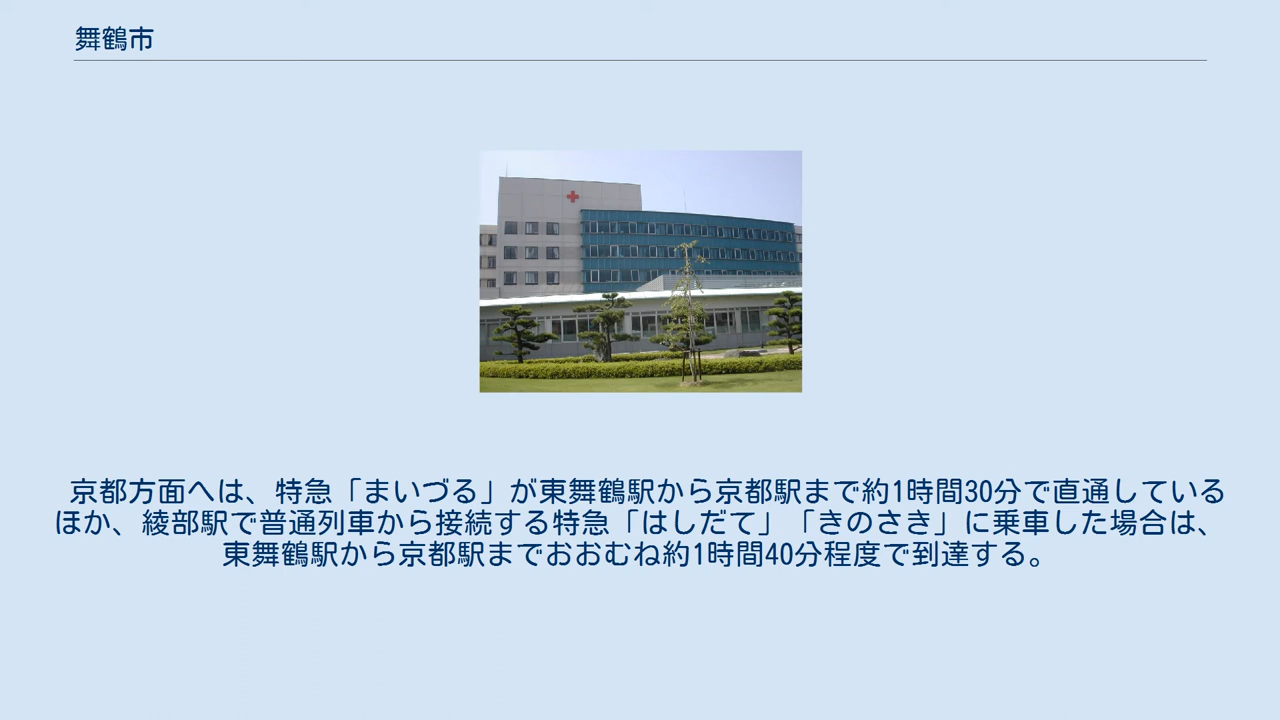 舞鶴市
京都方面へは、特急「まいづる」が東舞鶴駅から京都駅まで約1時間30分で直通している
ほか、綾部駅で普通列車から接続する特急「はしだて」「きのさき」に乗車した場合は、
東舞鶴駅から京都駅までおおむね約1時間40分程度で到達する。